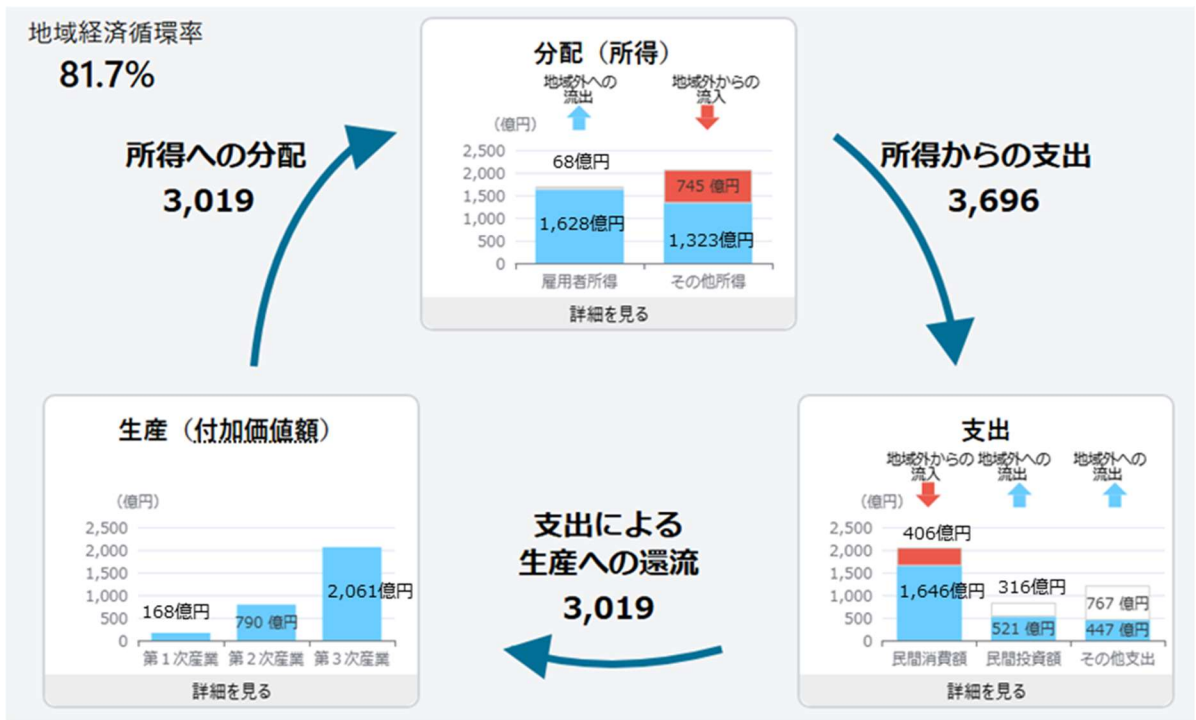 地域経済循環率
81.7%
分配（所得）
地域外への
流出
地域外からの
流入
（億円）
2,500
2,000
1,500
1,000
500
0
68億円
1,628億円
745 億円
1,323億円
雇用者所得
その他所得
詳細を見る
所得への分配
3,019
所得からの支出
3,696
生産（付加価値額）
（億円）
2,500
2,000
1,500
1,000
500
0
168億円
790 億円
2,061億円
第１次産業
第２次産業
第３次産業
詳細を見る
支出による
生産への還流
3,019
支出
地域外からの
流入
地域外への
流出
地域外への
流出
（億円）
2,500
2,000
1,500
1,000
500
0
406億円
1,646億円
316億円
521 億円
767 億円
447 億円
民間消費額
民間投資額
その他支出
詳細を見る